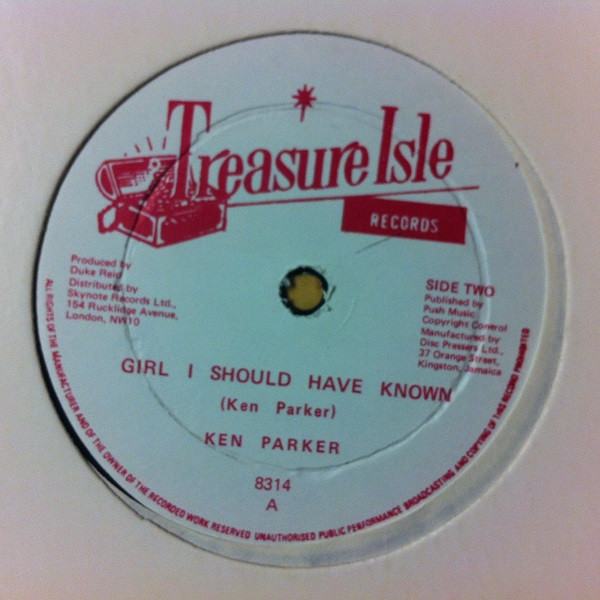 Treasure Isle
RECORDS
Produced by
Duke Reid
Distributed by
Skynote Records Ltd.,
154 Rucklidge Avenue,
London, NW10
SIDE TWO
Published by
Push Music
Copyright Control
Manufactured by
Disc Pressers Ltd.,
37 Orange Street,
Kingston, Jamaica
GIRL I SHOULD HAVE KNOWN
(Ken Parker)
KEN PARKER
8314
A
ALL RIGHTS OF THE MANUFACTURER AND OF THE OWNER OF THE RECORDED WORK RESERVED UNAUTHORISED PUBLIC PERFORMANCE BROADCASTING AND COPYING OF THIS RECORD PROHIBITED